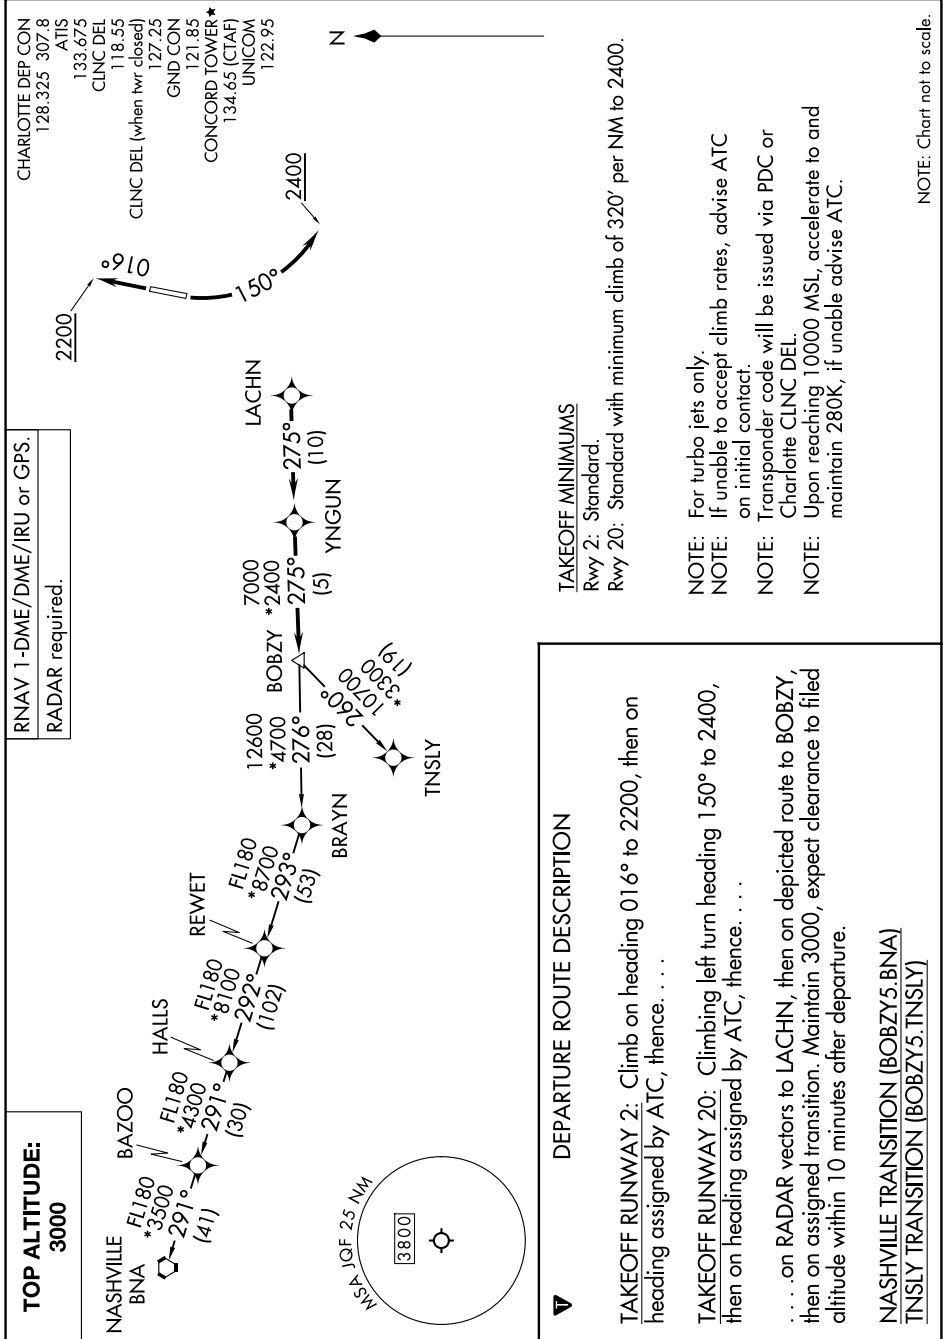 TOP ALTITUDE:
3000
RNAV 1-DME/DME/IRU or GPS.
RADAR required.
CHARLOTTE DEP CON
128.325 307.8
ATIS
133.675
CLNC DEL
118.55
CLNC DEL (when twr closed)
127.25
GND CON
121.85
CONCORD TOWER★
134.65 (CTAF)
UNICOM
122.95
N
2200
016°
150°
2400
NASHVILLE
BNA
FL180
*3500
291°
(41)
BAZOO
FL180
*4300
291°
(30)
HALLS
FL180
*8100
292°
(102)
REWET
FL180
*8700
293°
(53)
BRAYN
12600
*4700
276°
(28)
BOBZY
7000
*2400
275°
(5)
YNGUN
275°
(10)
LACHN
260°
10700
*3300
(19)
TNSLY
MSA JQF 25 NM
3800
TAKEOFF MINIMUMS
Rwy 2: Standard.
Rwy 20: Standard with minimum climb of 320' per NM to 2400.
NOTE: For turbo jets only.
NOTE: If unable to accept climb rates, advise ATC
on initial contact.
NOTE: Transponder code will be issued via PDC or
Charlotte CLNC DEL.
NOTE: Upon reaching 10000 MSL, accelerate to and
maintain 280K, if unable advise ATC.
NOTE: Chart not to scale.
T
DEPARTURE ROUTE DESCRIPTION
TAKEOFF RUNWAY 2: Climb on heading 016° to 2200, then on
heading assigned by ATC, thence. . . .
TAKEOFF RUNWAY 20: Climbing left turn heading 150° to 2400,
then on heading assigned by ATC, thence. . . .
. . . .on RADAR vectors to LACHN, then on depicted route to BOBZY,
then on assigned transition. Maintain 3000, expect clearance to filed
altitude within 10 minutes after departure.
NASHVILLE TRANSITION (BOBZY5.BNA)
TNSLY TRANSITION (BOBZY5.TNSLY)